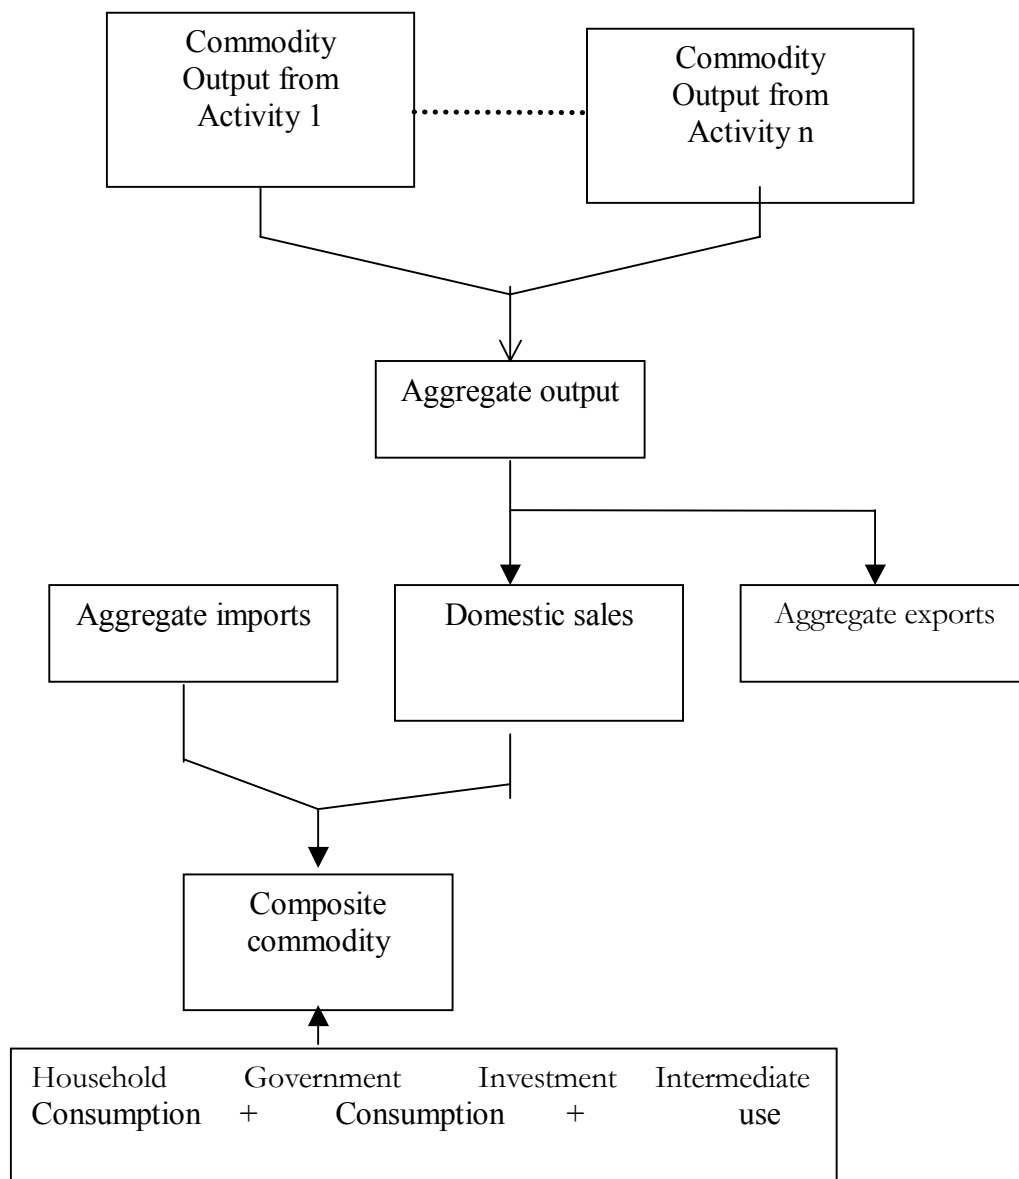 Commodity
Output from
Activity 1
Commodity
Output from
Activity n
Aggregate output
Aggregate imports
Domestic sales
Aggregate exports
Composite
commodity
Household Government Investment Intermediate
Consumption + Consumption + use